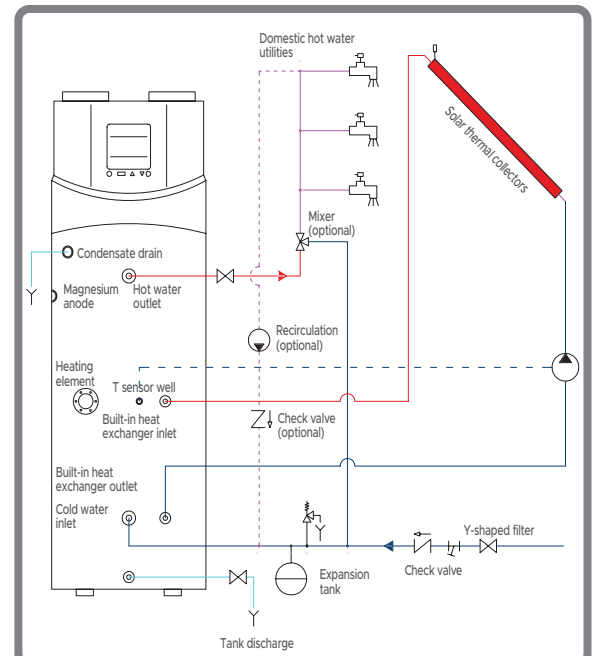 Domestic hot water
utilities
Solar thermal collectors
Mixer
(optional)
Condensate drain
Magnesium
anode
Hot water
outlet
Recirculation
(optional)
Heating
element
T sensor well
Built-in heat
exchanger inlet
Check valve
(optional)
Built-in heat
exchanger outlet
Cold water
inlet
Y-shaped filter
Check valve
Expansion
tank
Tank discharge